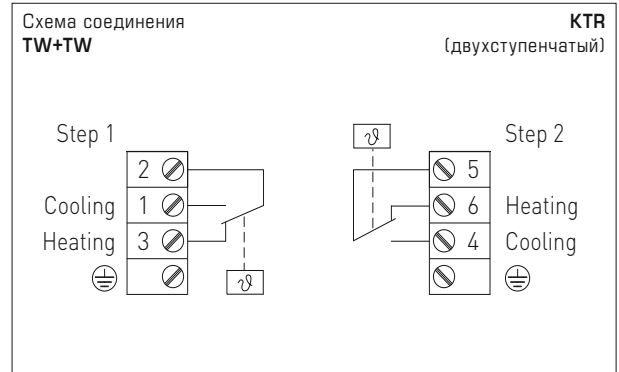 Схема соединения
TW+TW
KTR
(двухступенчатый)
Step 1
2
Cooling 1
Heating 3
ϑ
ϑ
Step 2
5
6 Heating
4 Cooling